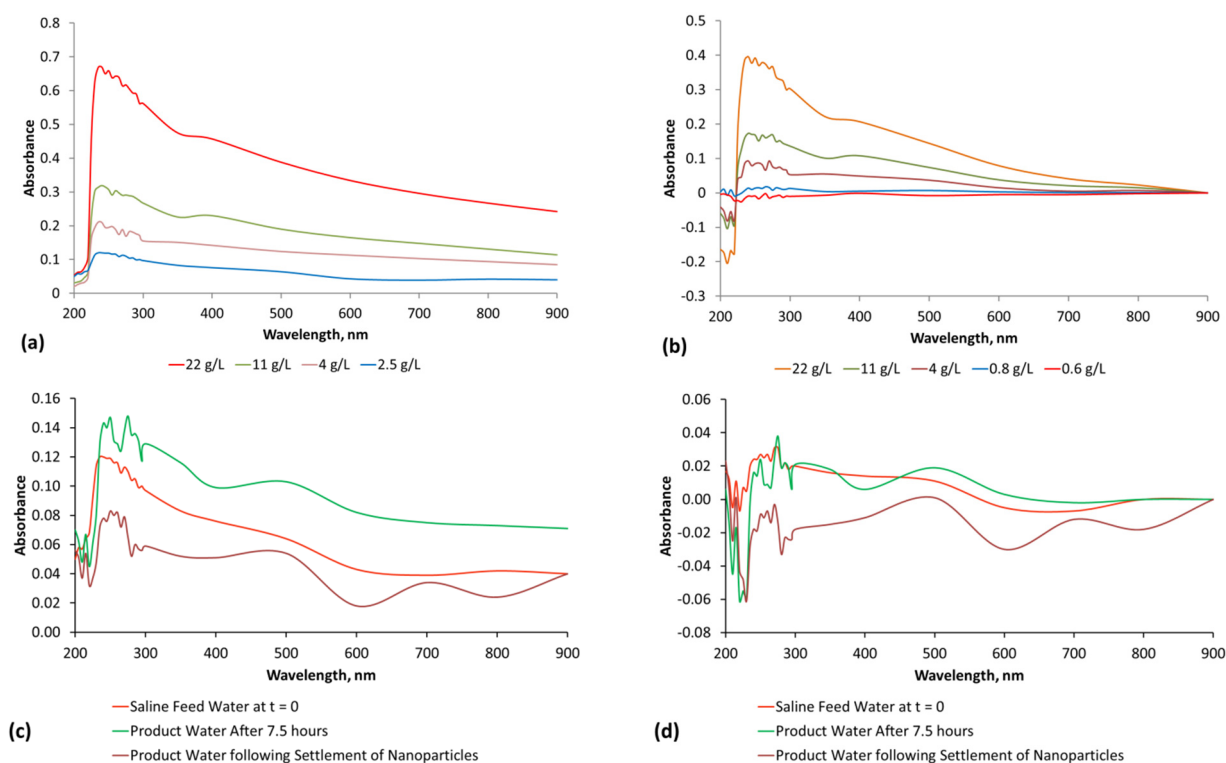 0.8
0.7
0.6
0.5
0.4
0.3
0.2
0.1
0
Absorbance
200 300 400 500 600 700 800 900
Wavelength, nm
(a)
22 g/L 11 g/L 4 g/L 2.5 g/L
0.5
0.4
0.3
0.2
0.1
0
-0.1
-0.2
-0.3
Absorbance
200 300 400 500 600 700 800 900
Wavelength, nm
(b)
22 g/L 11 g/L 4 g/L 0.8 g/L 0.6 g/L
0.16
0.14
0.12
0.10
0.08
0.06
0.04
0.02
0.00
Absorbance
200 300 400 500 600 700 800 900
Wavelength, nm
Saline Feed Water at t = 0
(c)
Product Water After 7.5 hours
Product Water following Settlement of Nanoparticles
0.06
0.04
0.02
0.00
-0.02
-0.04
-0.06
-0.08
Absorbance
200 300 400 500 600 700 800 900
Wavelength, nm
Saline Feed Water at t = 0
(d)
Product Water After 7.5 hours
Product Water following Settlement of Nanoparticles